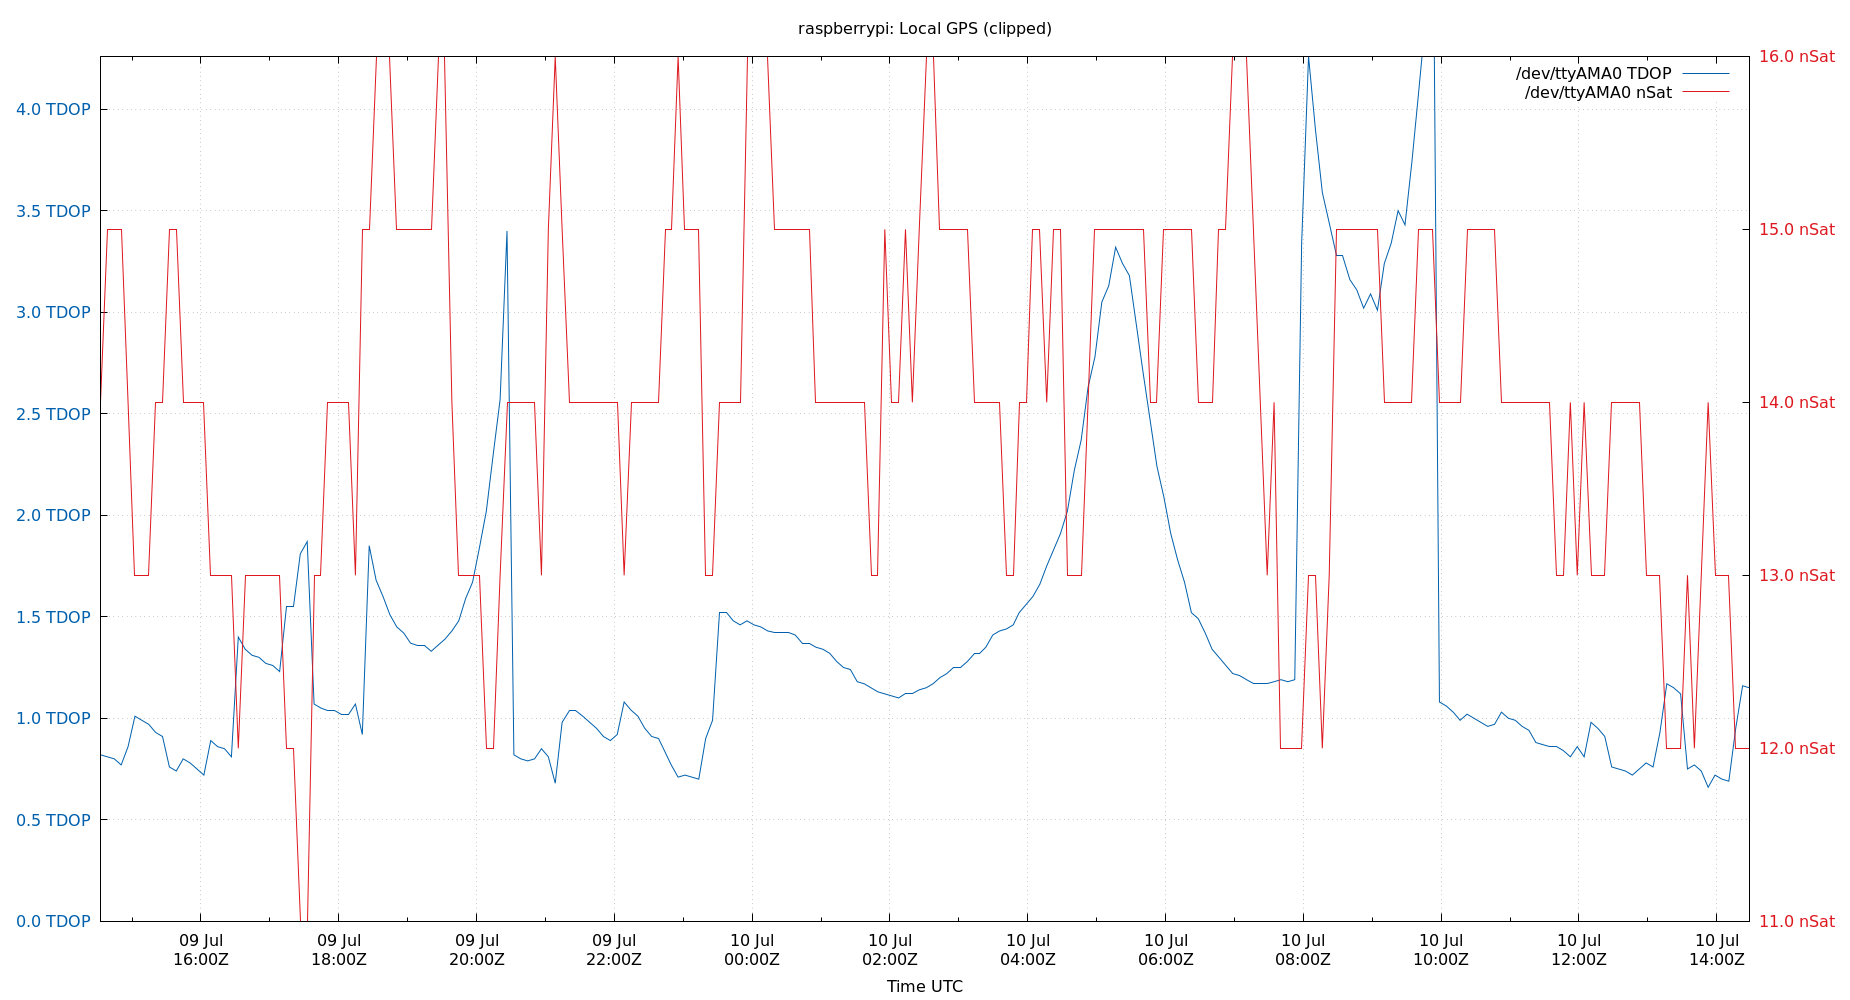 raspberrypi: Local GPS (clipped)
/dev/ttyAMA0 TDOP
/dev/ttyAMA0 nSat
4.0 TDOP
3.5 TDOP
3.0 TDOP
2.5 TDOP
2.0 TDOP
1.5 TDOP
1.0 TDOP
0.5 TDOP
0.0 TDOP
16.0 nSat
15.0 nSat
14.0 nSat
13.0 nSat
12.0 nSat
11.0 nSat
09 Jul
16:00Z
09 Jul
18:00Z
09 Jul
20:00Z
09 Jul
22:00Z
10 Jul
00:00Z
10 Jul
02:00Z
10 Jul
04:00Z
10 Jul
06:00Z
10 Jul
08:00Z
10 Jul
10:00Z
10 Jul
12:00Z
10 Jul
14:00Z
Time UTC